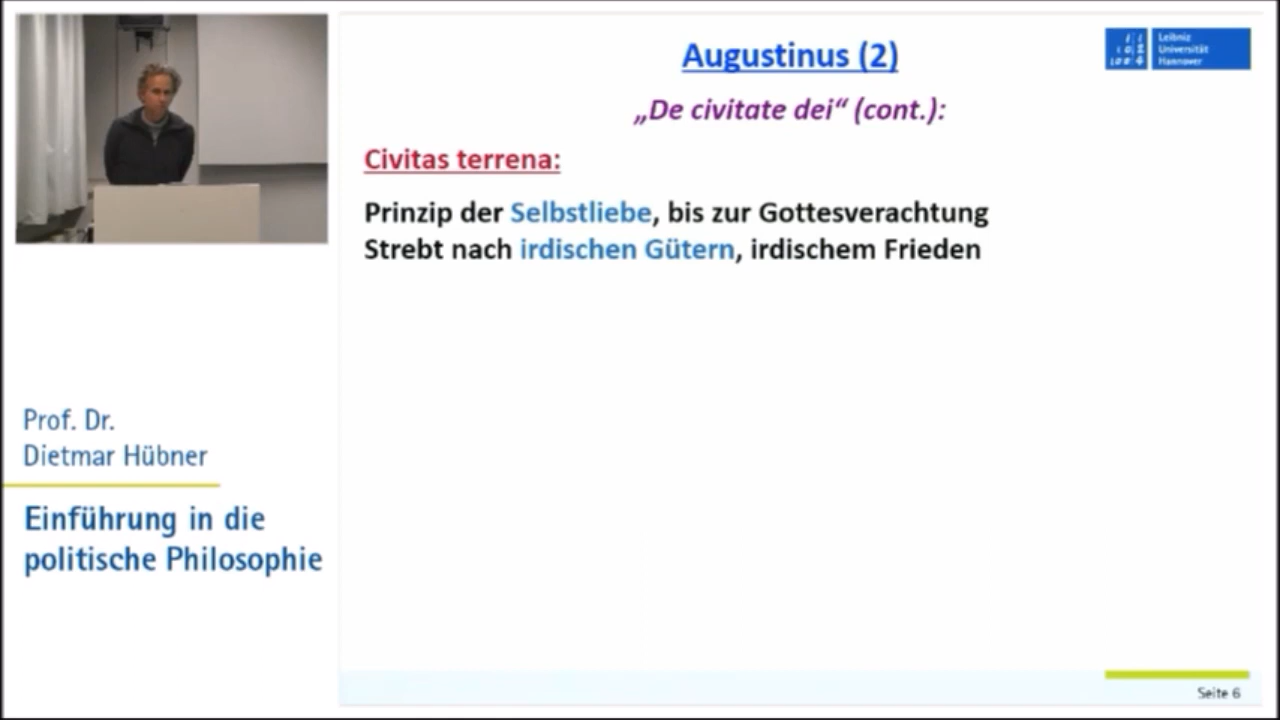 Augustinus (2)
Leibniz
Universität
Hannover
„De civitate dei“ (cont.):
Civitas terrena:
Prinzip der Selbstliebe, bis zur Gottesverachtung
Strebt nach irdischen Gütern, irdischem Frieden
Prof. Dr.
Dietmar Hübner
Einführung in die
politische Philosophie
Seite 6